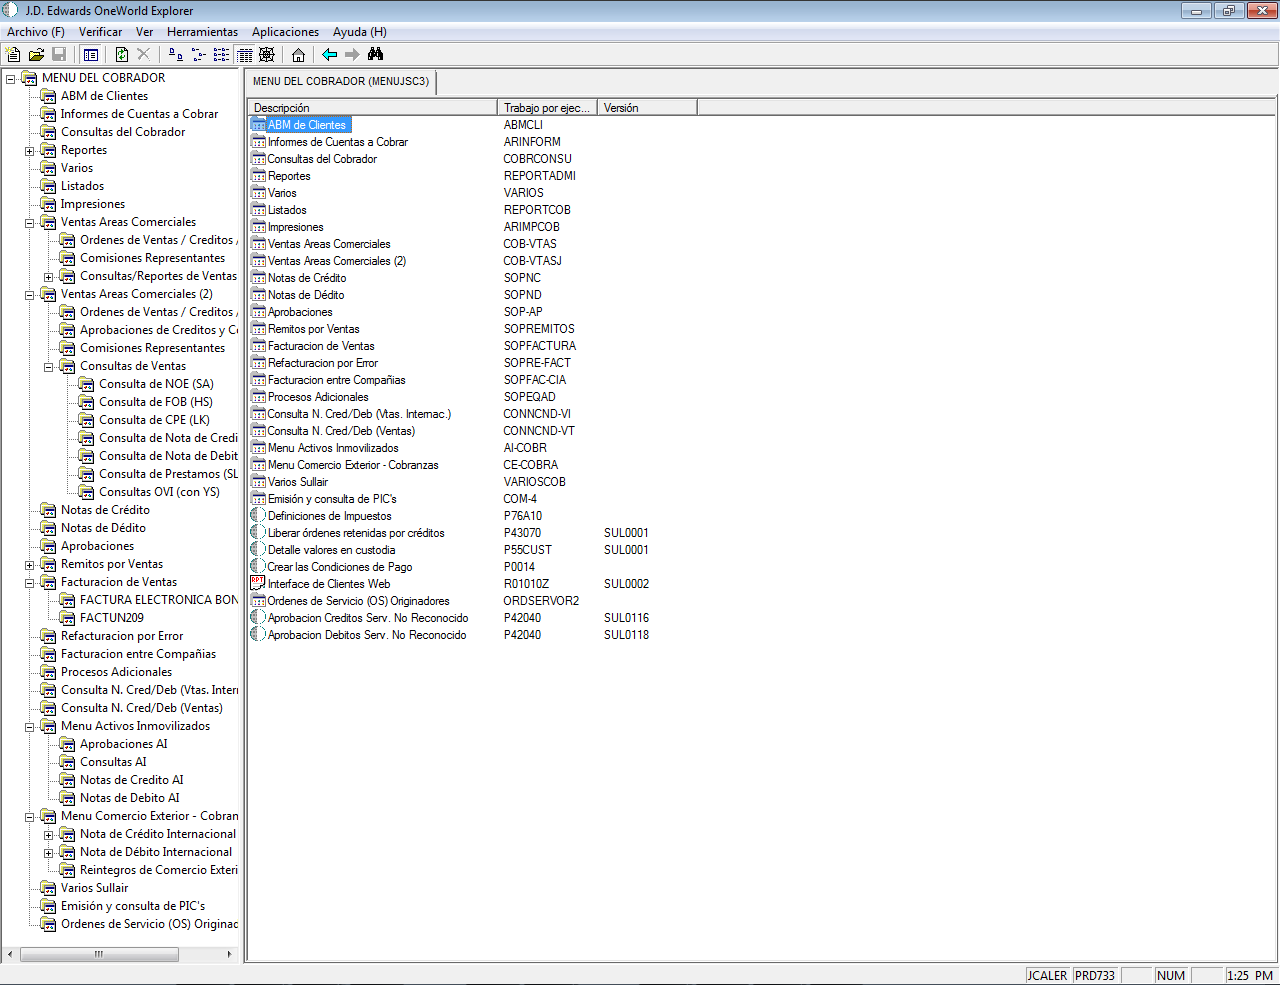 J.D. Edwards OneWorld Explorer
Archivo (F) Verificar Ver Herramientas Aplicaciones Ayuda (H)
MENU DEL COBRADOR
ABM de Clientes
Informes de Cuentas a Cobrar
Consultas del Cobrador
Reportes
Varios
Listados
Impresiones
Ventas Areas Comerciales
Ordenes de Ventas / Creditos /
Comisiones Representantes
Consultas/Reportes de Ventas
Ventas Areas Comerciales (2)
Ordenes de Ventas / Creditos /
Aprobaciones de Creditos y C
Comisiones Representantes
Consultas de Ventas
Consulta de NOE (SA)
Consulta de FOB (HS)
Consulta de CPE (LK)
Consulta de Nota de Credi
Consulta de Nota de Debit
Consulta de Prestamos (SL
Consultas OVI (con YS)
Notas de Crédito
Notas de Dédito
Aprobaciones
Remitos por Ventas
Facturacion de Ventas
FACTURA ELECTRONICA BON
FACTUN209
Refacturacion por Error
Facturacion entre Compañias
Procesos Adicionales
Consulta N. Cred/Deb (Vtas. Intern
Consulta N. Cred/Deb (Ventas)
Menu Activos Inmovilizados
Aprobaciones AI
Consultas AI
Notas de Credito AI
Notas de Debito AI
Menu Comercio Exterior - Cobran
Nota de Crédito Internacional
Nota de Débito Internacional
Reintegros de Comercio Exteri
Varios Sullair
Emisión y consulta de PIC's
Ordenes de Servicio (OS) Originad
MENU DEL COBRADOR (MENUJSC3)
Descripción Trabajo por ejec... Versión
ABM de Clientes ABMCLI
Informes de Cuentas a Cobrar ARINFORM
Consultas del Cobrador COBRCONSU
Reportes REPORTADMI
Varios VARIOS
Listados REPORTCOB
Impresiones ARIMPCOB
Ventas Areas Comerciales COB-VTAS
Ventas Areas Comerciales (2) COB-VTASJ
Notas de Crédito SOPNC
Notas de Dédito SOPND
Aprobaciones SOP-AP
Remitos por Ventas SOPREMITOS
Facturacion de Ventas SOPFACTURA
Refacturacion por Error SOPRE-FACT
Facturacion entre Compañias SOPFAC-CIA
Procesos Adicionales SOPEQAD
Consulta N. Cred/Deb (Vtas. Internac.) CONNCND-VI
Consulta N. Cred/Deb (Ventas) CONNCND-VT
Menu Activos Inmovilizados AI-COBR
Menu Comercio Exterior - Cobranzas CE-COBRA
Varios Sullair VARIOSCOB
Emisión y consulta de PIC's COM-4
Definiciones de Impuestos P76A10
Liberar órdenes retenidas por créditos P43070 SUL0001
Detalle valores en custodia P55CUST SUL0001
Crear las Condiciones de Pago P0014
RPT Interface de Clientes Web R01010Z SUL0002
Ordenes de Servicio (OS) Originadores ORDSERVOR2
Aprobacion Creditos Serv. No Reconocido P42040 SUL0116
Aprobacion Debitos Serv. No Reconocido P42040 SUL0118
JCALER PRD733 NUM 1:25 PM